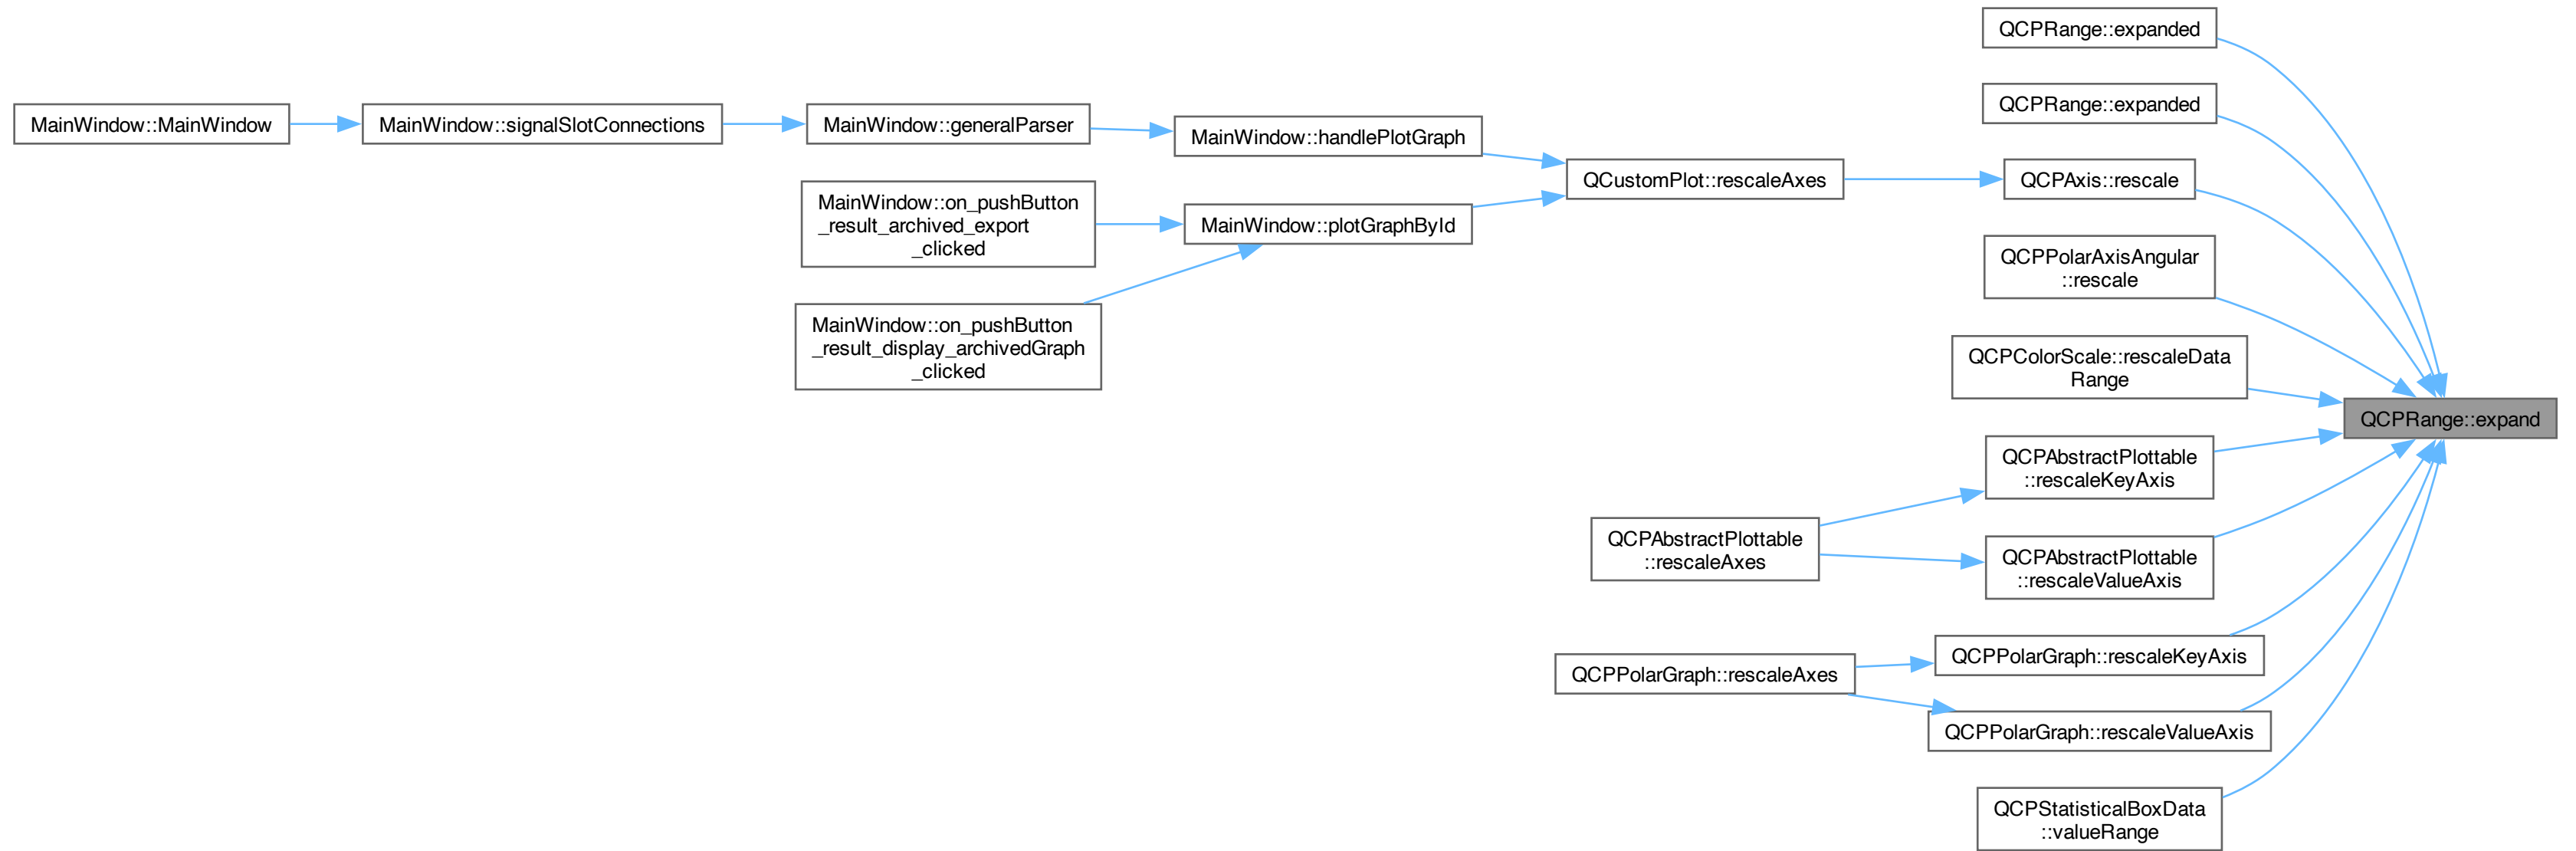 QCPRange::expanded
QCPRange::expanded
MainWindow::MainWindow
MainWindow::signalSlotConnections
MainWindow::generalParser
MainWindow::handlePlotGraph
QCustomPlot::rescaleAxes
QCPAxis::rescale
MainWindow::on_pushButton
_result_archived_export
_clicked
MainWindow::plotGraphById
QCPPolarAxisAngular
::rescale
MainWindow::on_pushButton
_result_display_archivedGraph
_clicked
QCPColorScale::rescaleData
Range
QCPRange::expand
QCPAbstractPlottable
::rescaleKeyAxis
QCPAbstractPlottable
::rescaleAxes
QCPAbstractPlottable
::rescaleValueAxis
QCPPolarGraph::rescaleKeyAxis
QCPPolarGraph::rescaleAxes
QCPPolarGraph::rescaleValueAxis
QCPStatisticalBoxData
::valueRange